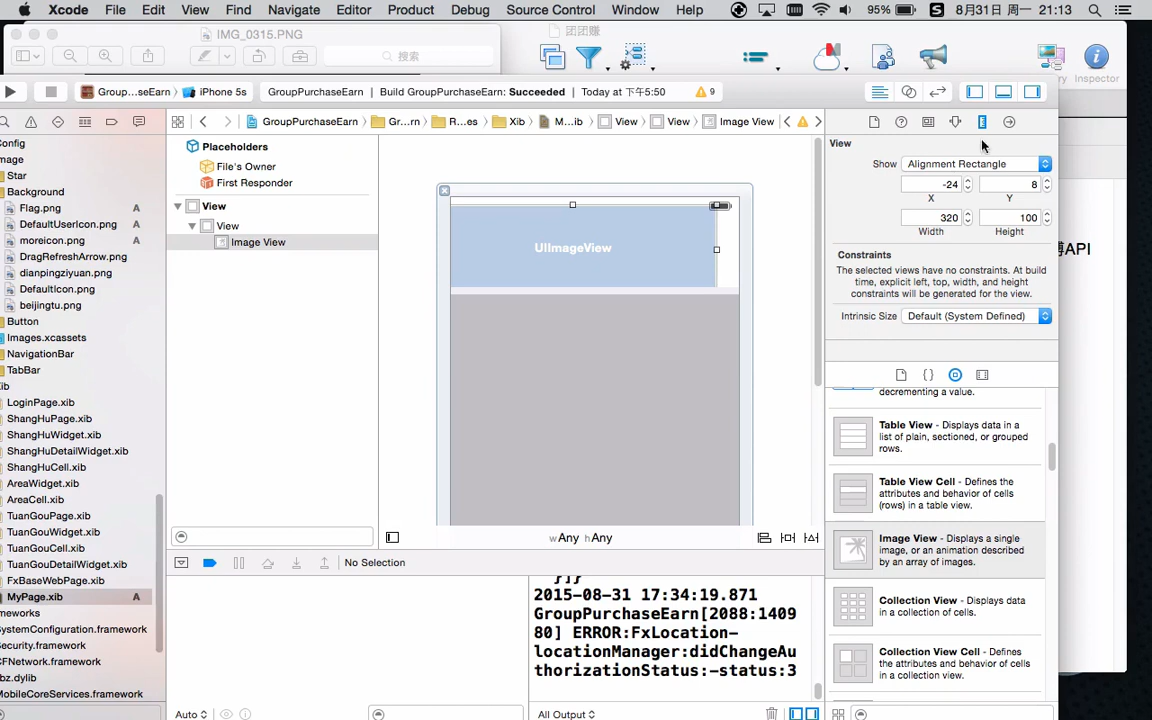 Xcode File Edit View Find Navigate Editor Product Debug Source Control Window Help 95% S 8月31日 周一 21:13
IMG_0315.PNG
团团赚
搜索
Inspector
Group...seEarn iPhone 5s
GroupPurchaseEarn | Build GroupPurchaseEarn: Succeeded | Today at 下午5:50 9
GroupPurchaseEarn Gr...rn R...es Xib M...ib View View Image View
onfig
mage
Star
Background
Flag.png A
DefaultUserIcon.png A
moreicon.png A
DragRefreshArrow.png
dianpingziyuan.png
DefaultIcon.png
beijingtu.png
Button
Images.xcassets
NavigationBar
TabBar
ib
LoginPage.xib
ShangHuPage.xib
ShangHuWidget.xib
ShangHuDetailWidget.xib
ShangHuCell.xib
AreaWidget.xib
AreaCell.xib
TuanGouPage.xib
TuanGouWidget.xib
TuanGouCell.xib
TuanGouDetailWidget.xib
FxBaseWebPage.xib
MyPage.xib A
meworks
SystemConfiguration.framework
Security.framework
CFNetwork.framework
bz.dylib
MobileCoreServices.framework
Placeholders
File's Owner
First Responder
View
View
Image View
UIImageView
wAny hAny
No Selection
}]}
2015-08-31 17:34:19.871
GroupPurchaseEarn[2088:1409
80] ERROR:FxLocation-
locationManager:didChangeAu
thorizationStatus:-status:3
Auto
All Output
View
Show Alignment Rectangle
-24 8
X Y
320 100
Width Height
Constraints
The selected views have no constraints. At build
time, explicit left, top, width, and height
constraints will be generated for the view.
Intrinsic Size Default (System Defined)
decrementing a value.
Table View - Displays data in a
list of plain, sectioned, or grouped
rows.
Table View Cell - Defines the
attributes and behavior of cells
(rows) in a table view.
Image View - Displays a single
image, or an animation described
by an array of images.
Collection View - Displays data
in a collection of cells.
Collection View Cell - Defines
the attributes and behavior of cells
in a collection view.
API